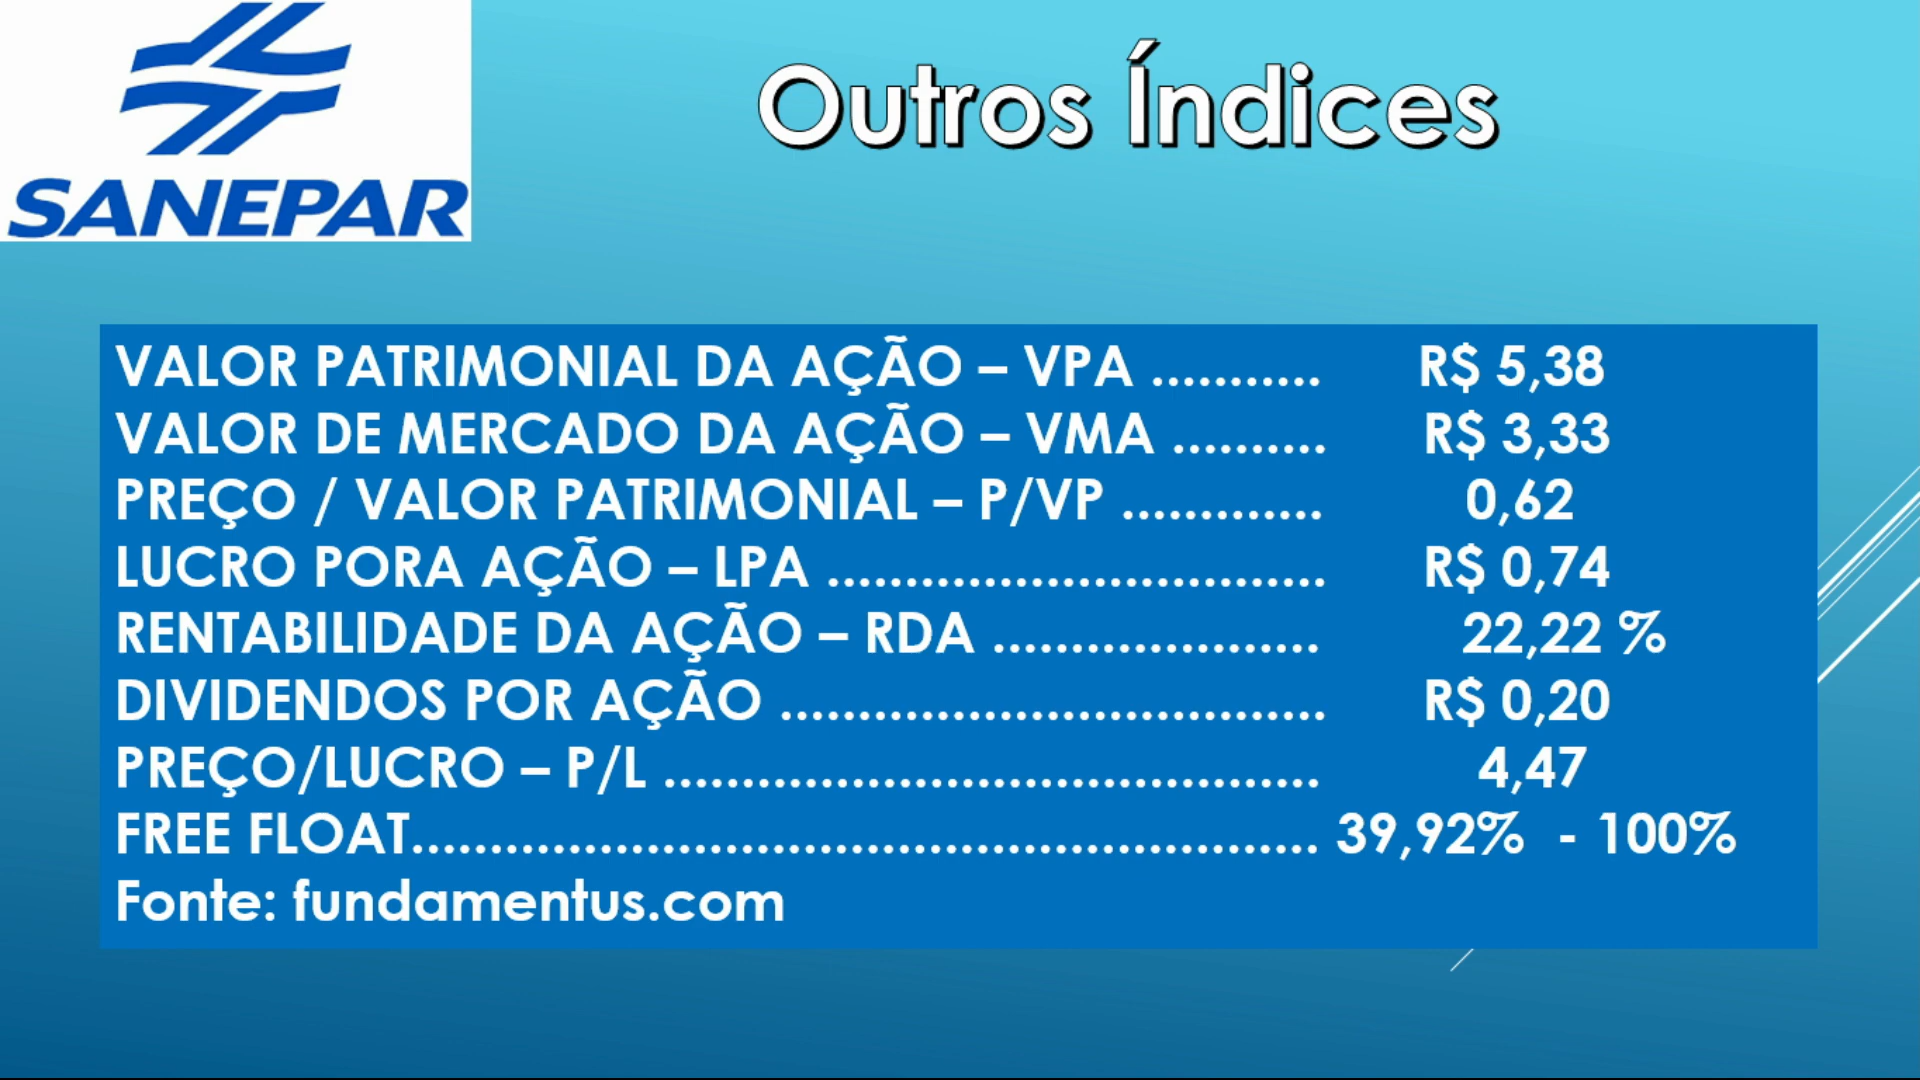 SANEPAR
Outros Índices
VALOR PATRIMONIAL DA AÇÃO – VPA ........... R$ 5,38
VALOR DE MERCADO DA AÇÃO – VMA .......... R$ 3,33
PREÇO / VALOR PATRIMONIAL – P/VP ............. 0,62
LUCRO PORA AÇÃO – LPA ................................ R$ 0,74
RENTABILIDADE DA AÇÃO – RDA ..................... 22,22 %
DIVIDENDOS POR AÇÃO ................................... R$ 0,20
PREÇO/LUCRO – P/L .......................................... 4,47
FREE FLOAT.......................................................... 39,92% - 100%
Fonte: fundamentus.com